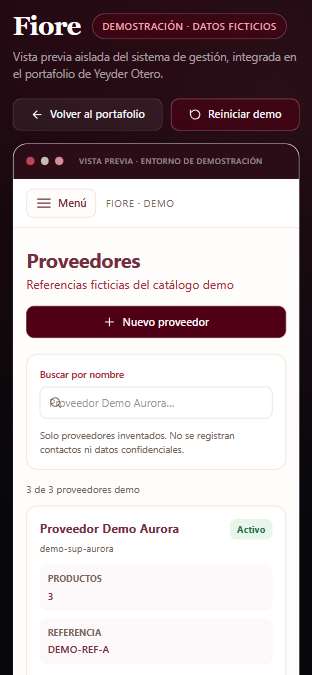 Fiore
DEMOSTRACIÓN · DATOS FICTICIOS
Vista previa aislada del sistema de gestión, integrada en
el portafolio de Yeyder Otero.
Volver al portafolio
Reiniciar demo
VISTA PREVIA · ENTORNO DE DEMOSTRACIÓN
Menú
FIORE · DEMO
Proveedores
Referencias ficticias del catálogo demo
Nuevo proveedor
Buscar por nombre
Proveedor Demo Aurora...
Solo proveedores inventados. No se registran
contactos ni datos confidenciales.
3 de 3 proveedores demo
Proveedor Demo Aurora
Activo
demo-sup-aurora
PRODUCTOS
3
REFERENCIA
DEMO-REF-A